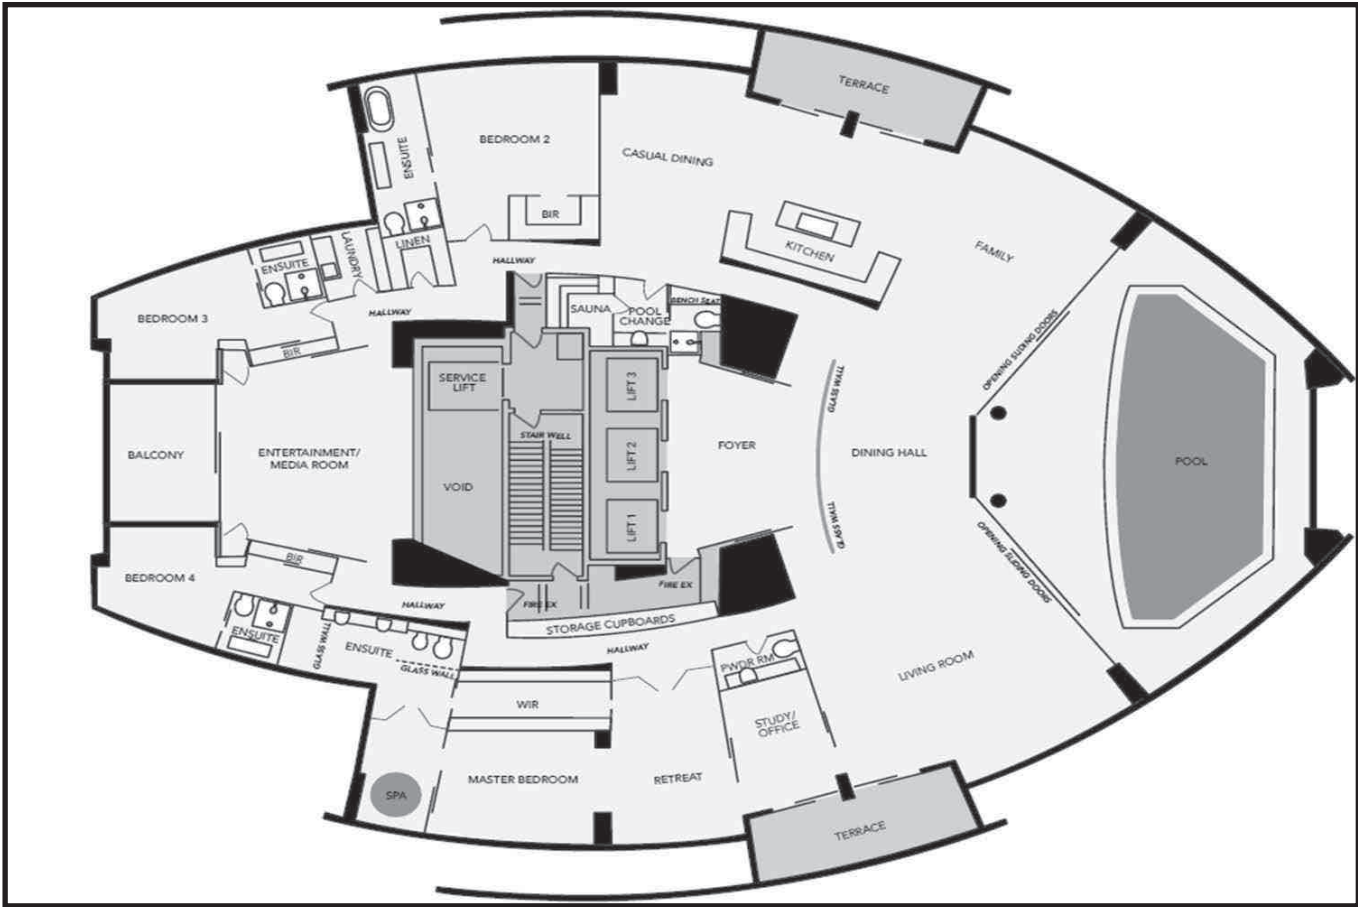 TERRACE
BEDROOM 2
CASUAL DINING
ENSUITE
BIR
LINEN
LAUNDRY
ENSUITE
HALLWAY
KITCHEN
FAMILY
BEDROOM 3
HALLWAY
SAUNA
POOL
CHANGE
BENCH SEAT
BIR
OPENING SLIDING DOORS
SERVICE
LIFT
LIFT 3
GLASS WALL
STAIR WELL
BALCONY
ENTERTAINMENT/
MEDIA ROOM
VOID
LIFT 2
FOYER
DINING HALL
POOL
LIFT 1
GLASS WALL
OPENING SLIDING DOORS
BIR
BEDROOM 4
HALLWAY
FIRE EX
FIRE EX
STORAGE CUPBOARDS
ENSUITE
GLASS WALL
ENSUITE
GLASS WALL
HALLWAY
PWDR RM
LIVING ROOM
WIR
STUDY/
OFFICE
MASTER BEDROOM
RETREAT
SPA
TERRACE